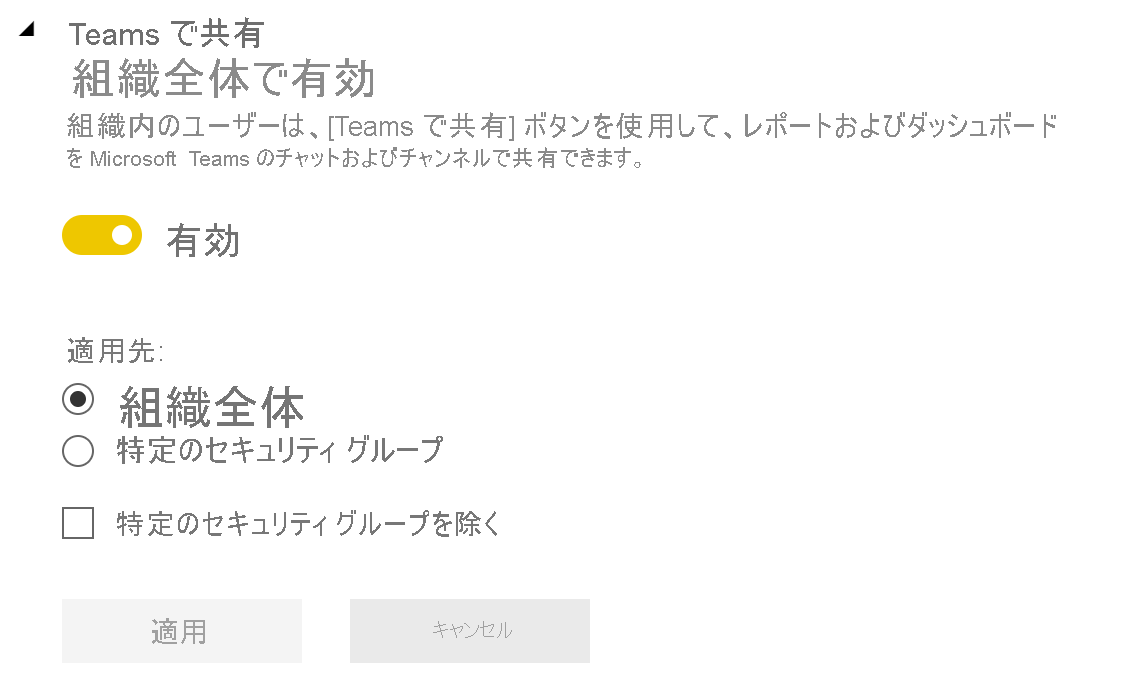 Teams で共有
組織全体で有効
組織内のユーザーは、[Teams で共有] ボタンを使用して、レポートおよびダッシュボード
を Microsoft Teams のチャットおよびチャンネルで共有できます。
有効
適用先:
組織全体
特定のセキュリティ グループ
特定のセキュリティ グループを除く
適用
キャンセル